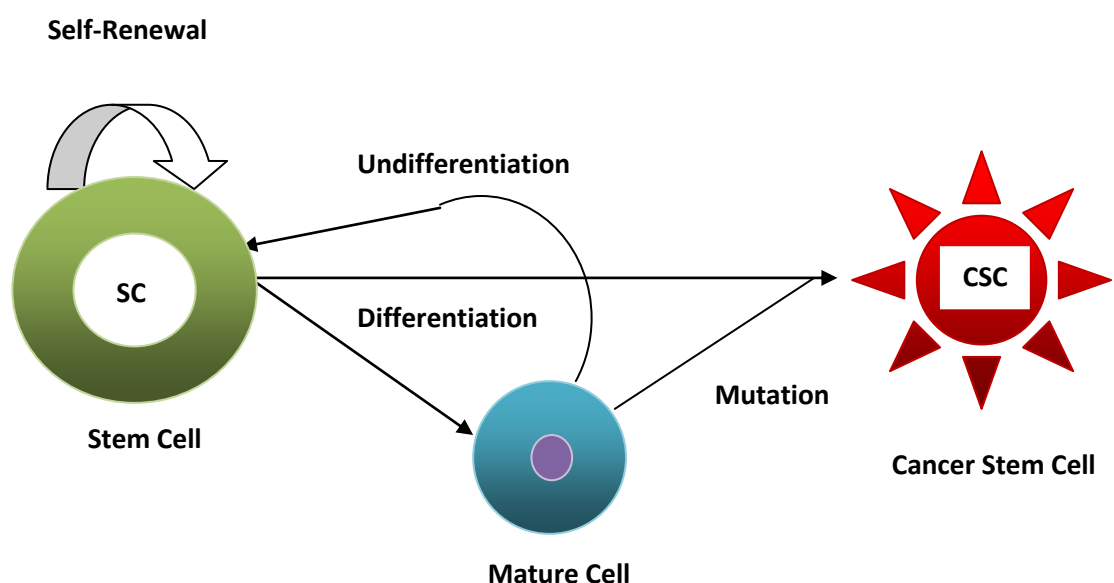 Self-Renewal
Undifferentiation
SC
CSC
Differentiation
Mutation
Stem Cell
Cancer Stem Cell
Mature Cell